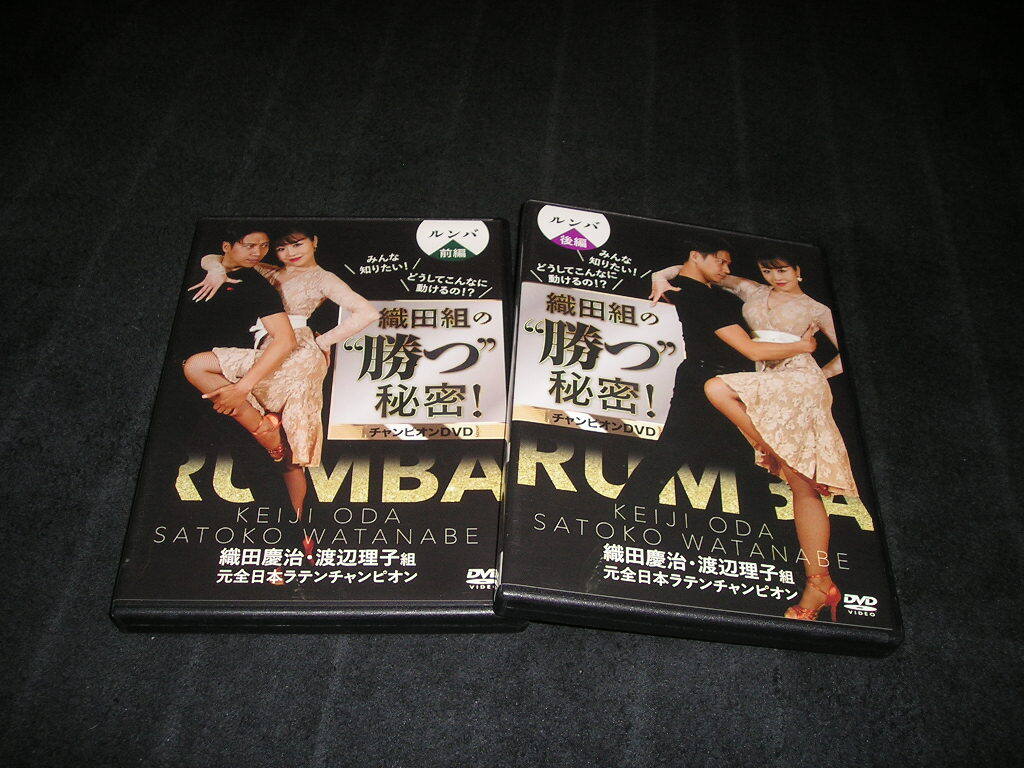 ルンバ
前編
みんな
知りたい!
どうしてこんなに
動けるの!?
織田組の
“勝つ”
秘密!
チャンピオンDVD
RUMBA
KEIJI ODA
SATOKO WATANABE
織田慶治・渡辺理子組
元全日本ラテンチャンピオン
DVD
VIDEO
ルンバ
後編
みんな
知りたい!
どうしてこんなに
動けるの!?
織田組の
“勝つ”
秘密!
チャンピオンDVD
RUMBA
KEIJI ODA
SATOKO WATANABE
織田慶治・渡辺理子組
元全日本ラテンチャンピオン
DVD
VIDEO